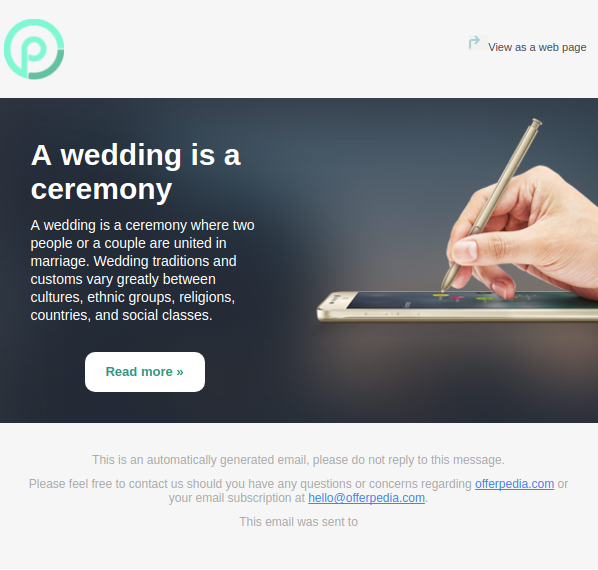 View as a web page
A wedding is a
ceremony
A wedding is a ceremony where two
people or a couple are united in
marriage. Wedding traditions and
customs vary greatly between
cultures, ethnic groups, religions,
countries, and social classes.
Read more »
This is an automatically generated email, please do not reply to this message.
Please feel free to contact us should you have any questions or concerns regarding offerpedia.com or
your email subscription at hello@offerpedia.com.
This email was sent to